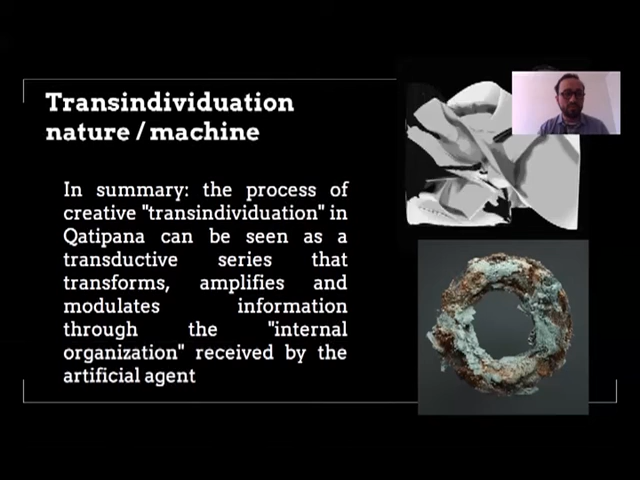 Transindividuation
nature / machine
In summary: the process of
creative "transindividuation" in
Qatipana can be seen as a
transductive series that
transforms, amplifies and
modulates information
through the "internal
organization" received by the
artificial agent